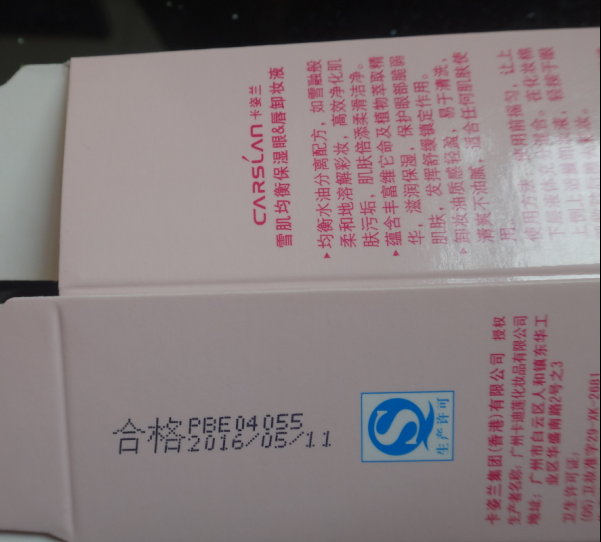 CARSLAN 卡姿兰
雪肌均衡保湿眼&唇卸妆液
▸均衡水油分离配方，如雪融般
柔和地溶解彩妆，高效净化肌
肤污垢，肌肤倍添柔滑洁净。
▸蕴含丰富维它命及植物萃取精
华，滋润保湿，保护眼部脆弱
肌肤，发挥舒缓镇定作用。
▸卸妆油质感轻盈，易于清洗，
清爽不油腻，适合任何肌肤使
用。
使用方法：使用前摇匀，让上
下层液体充分混合。在化妆棉
上倒上适量卸妆液，轻按于眼
合格 PBE04055
2016/05/11
生产许可
卡姿兰集团(香港)有限公司 授权
生产者名称：广州卡迪莲化妆品有限公司
地址：广州市白云区人和镇东华工
业区华盛南路2号之3
卫生许可证：
(05)卫妆准字29-XK-2681